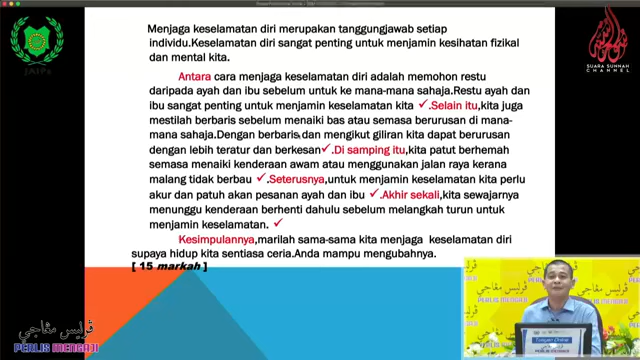 JAIPs
SUARA SUNNAH
CHANNEL
Menjaga keselamatan diri merupakan tanggungjawab setiap
individu.Keselamatan diri sangat penting untuk menjamin kesihatan fizikal
dan mental kita.
Antara cara menjaga keselamatan diri adalah memohon restu
daripada ayah dan ibu sebelum untuk ke mana-mana sahaja.Restu ayah dan
ibu sangat penting untuk menjamin keselamatan kita ✓.Selain itu,kita juga
mestilah berbaris sebelum menaiki bas atau semasa berurusan di mana-
mana sahaja.Dengan berbaris dan mengikut giliran kita dapat berurusan
dengan lebih teratur dan berkesan✓.Di samping itu,kita patut berhemah
semasa menaiki kenderaan awam atau menggunakan jalan raya kerana
malang tidak berbau ✓.Seterusnya,untuk menjamin keselamatan kita perlu
akur dan patuh akan pesanan ayah dan ibu ✓.Akhir sekali,kita sewajarnya
menunggu kenderaan berhenti dahulu sebelum melangkah turun untuk
menjamin keselamatan. ✓
Kesimpulannya,marilah sama-sama kita menjaga keselamatan diri
supaya hidup kita sentiasa ceria.Anda mampu mengubahnya.
[ 15 markah ]
ڤرليس مڠاجي
PERLIS MENGAJI